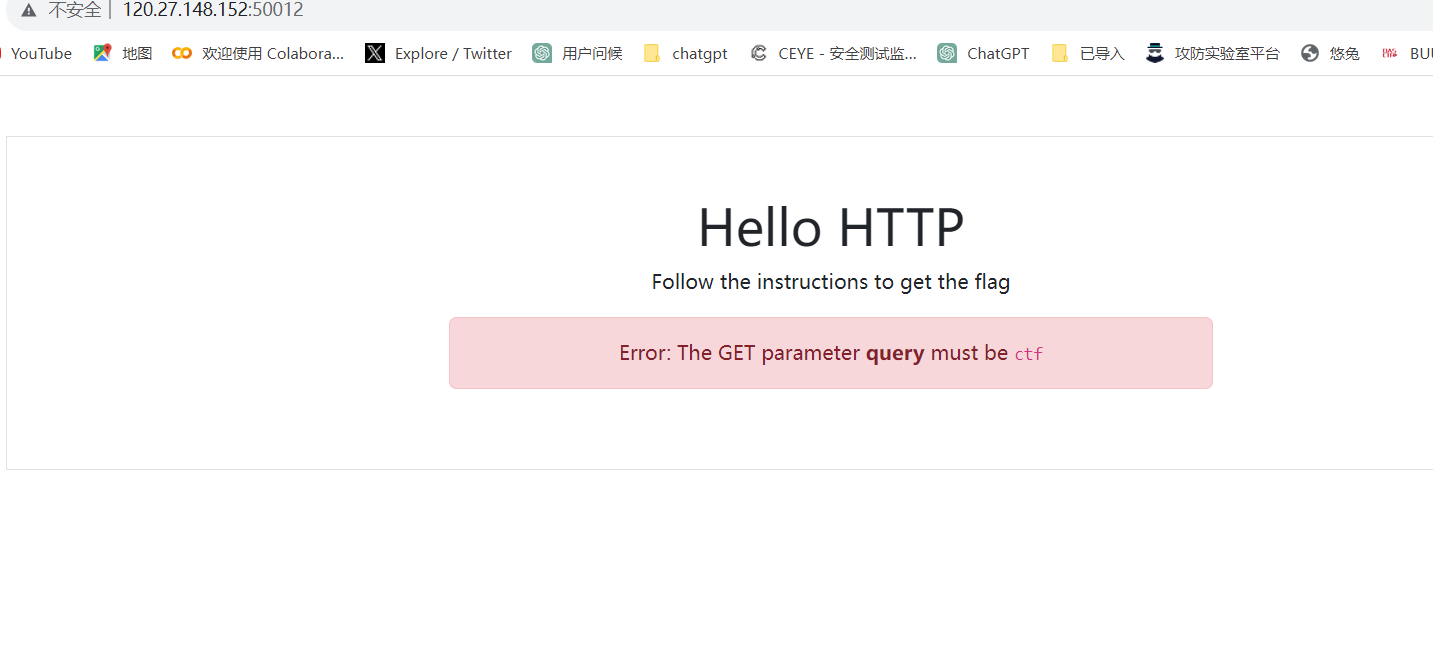 不安全 120.27.148.152:50012
YouTube 地图 欢迎使用 Colabora... Explore / Twitter 用户问候 chatgpt CEYE - 安全测试监... ChatGPT 已导入 攻防实验室平台 悠兔 BUU
Hello HTTP
Follow the instructions to get the flag
Error: The GET parameter query must be ctf